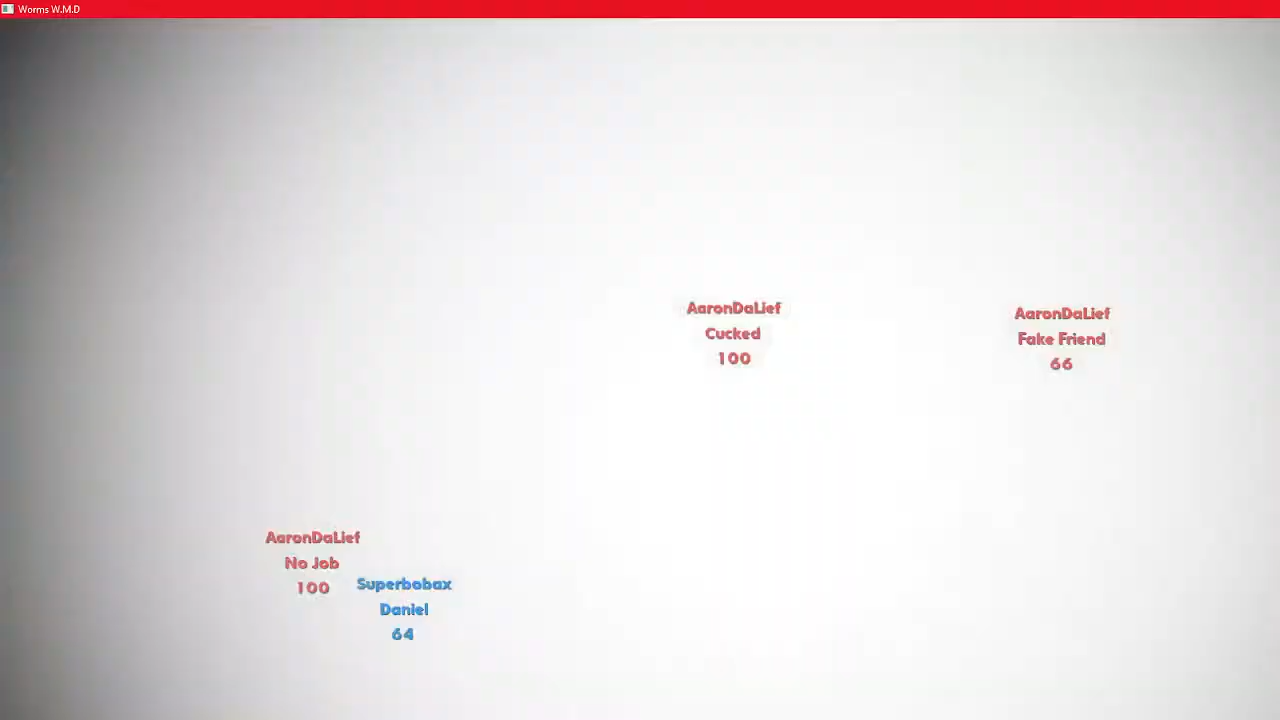 Worms W.M.D
AaronDaLief
Cucked
100
AaronDaLief
Fake Friend
66
AaronDaLief
No Job
100
Superbobax
Daniel
64